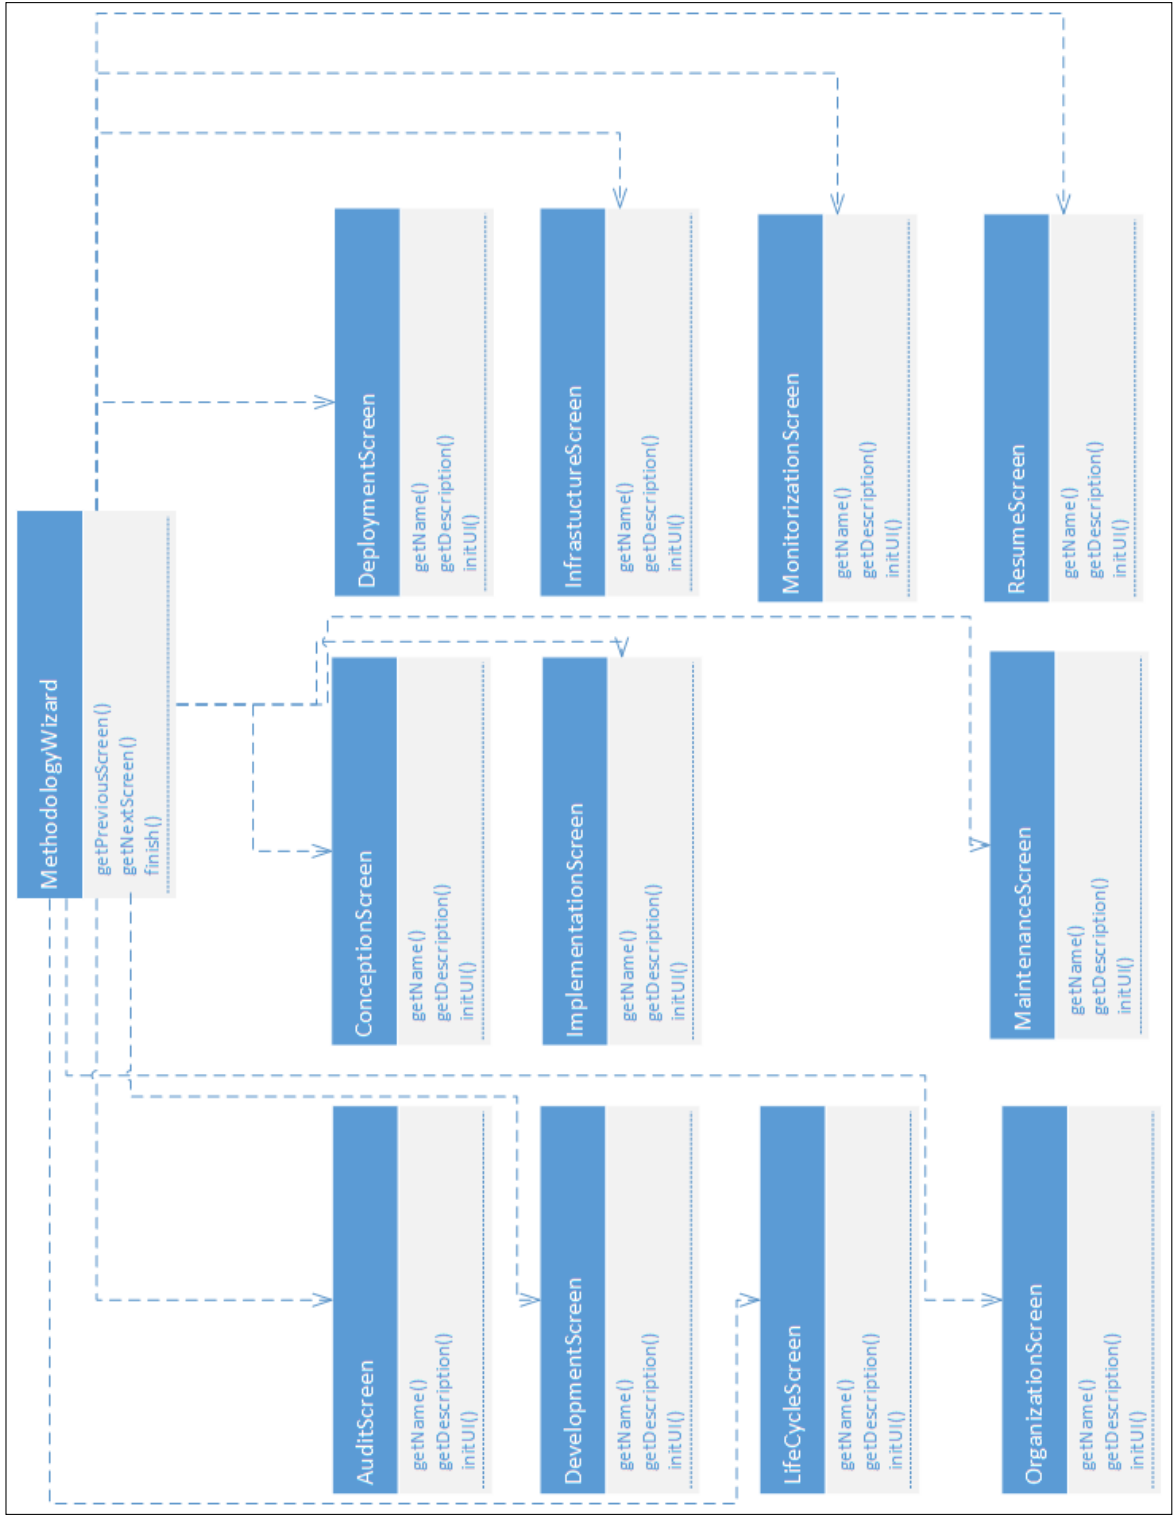 MethodologyWizard
getPreviousScreen()
getNextScreen()
finish()
AuditScreen
getName()
getDescription()
initUI()
ConceptionScreen
getName()
getDescription()
initUI()
DeploymentScreen
getName()
getDescription()
initUI()
DevelopmentScreen
getName()
getDescription()
initUI()
ImplementationScreen
getName()
getDescription()
initUI()
InfrastuctureScreen
getName()
getDescription()
initUI()
LifeCycleScreen
getName()
getDescription()
initUI()
MonitorizationScreen
getName()
getDescription()
initUI()
OrganizationScreen
getName()
getDescription()
initUI()
MaintenanceScreen
getName()
getDescription()
initUI()
ResumeScreen
getName()
getDescription()
initUI()